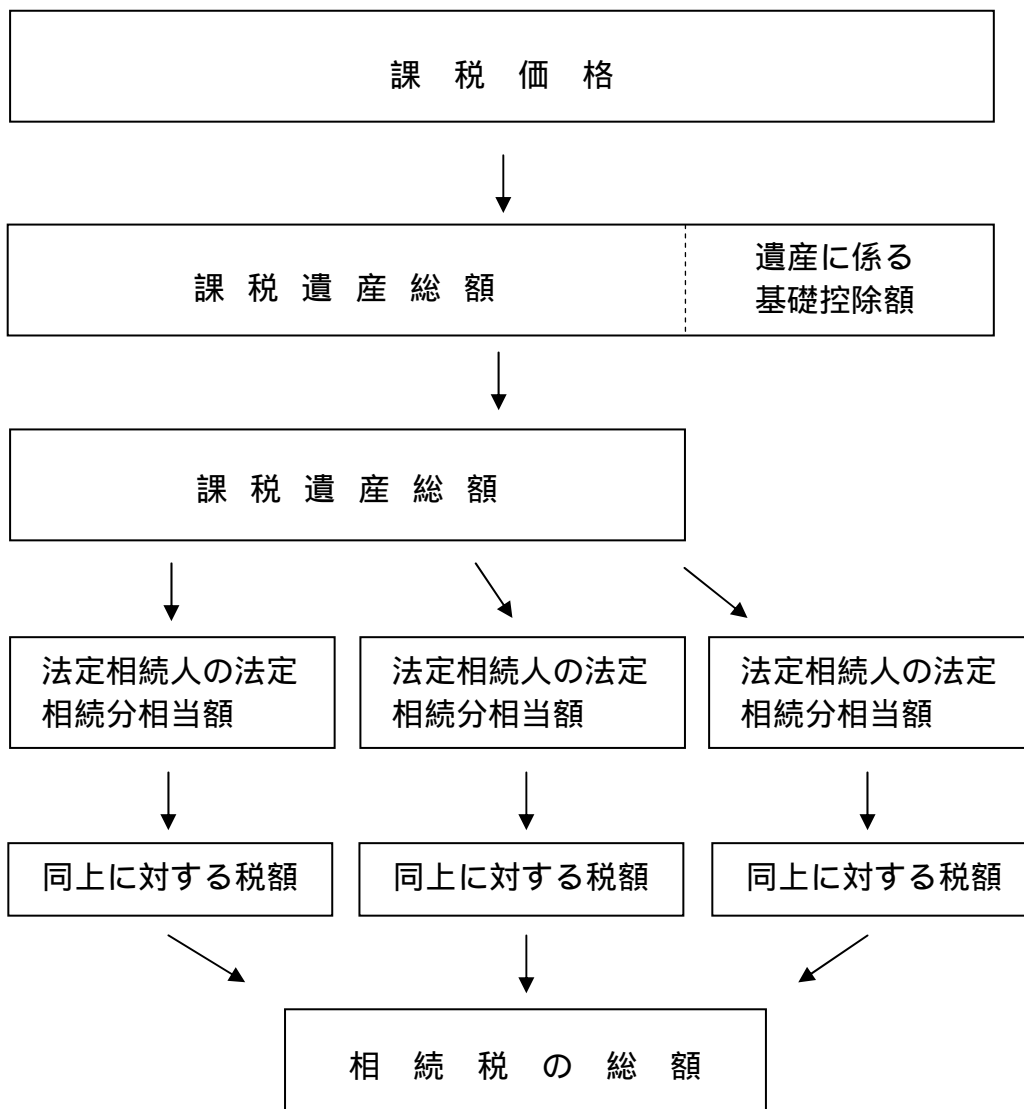 課税価格
課税遺産総額
遺産に係る
基礎控除額
課税遺産総額
法定相続人の法定
相続分相当額
法定相続人の法定
相続分相当額
法定相続人の法定
相続分相当額
同上に対する税額
同上に対する税額
同上に対する税額
相続税の総額